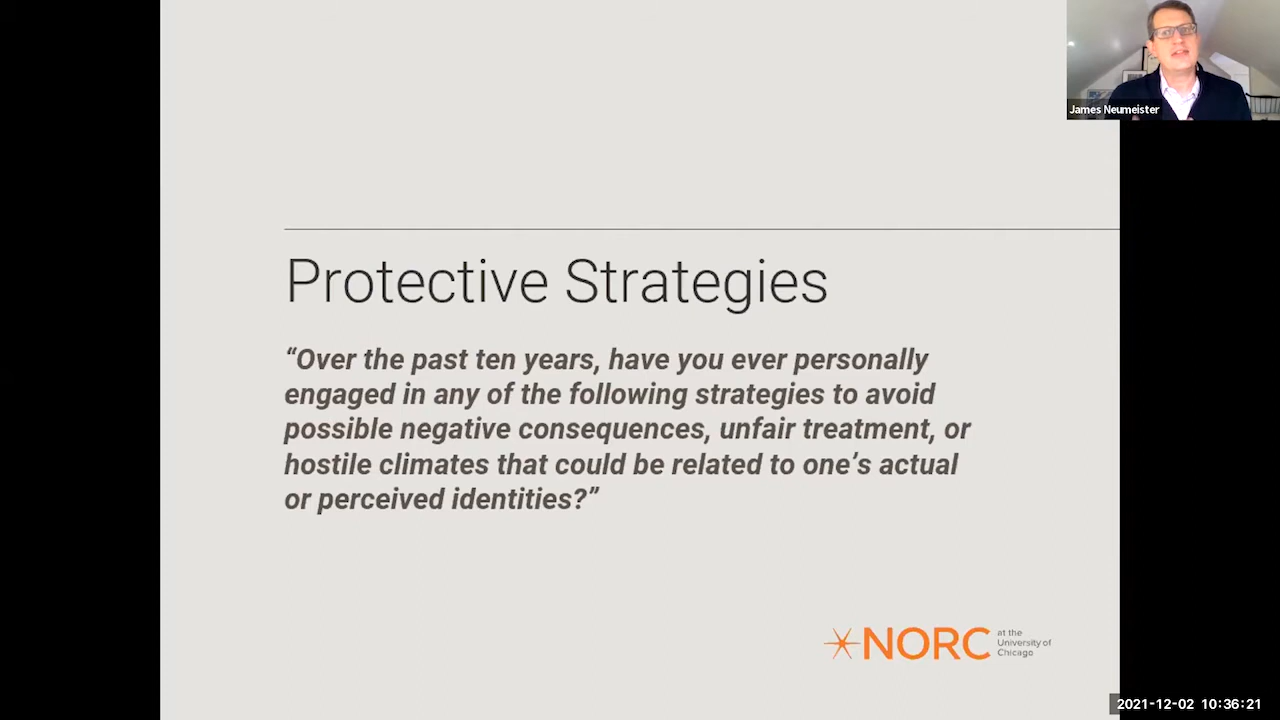 James Neumeister
Protective Strategies
“Over the past ten years, have you ever personally
engaged in any of the following strategies to avoid
possible negative consequences, unfair treatment, or
hostile climates that could be related to one’s actual
or perceived identities?”
NORC
at the
University of
Chicago
2021-12-02 10:36:21